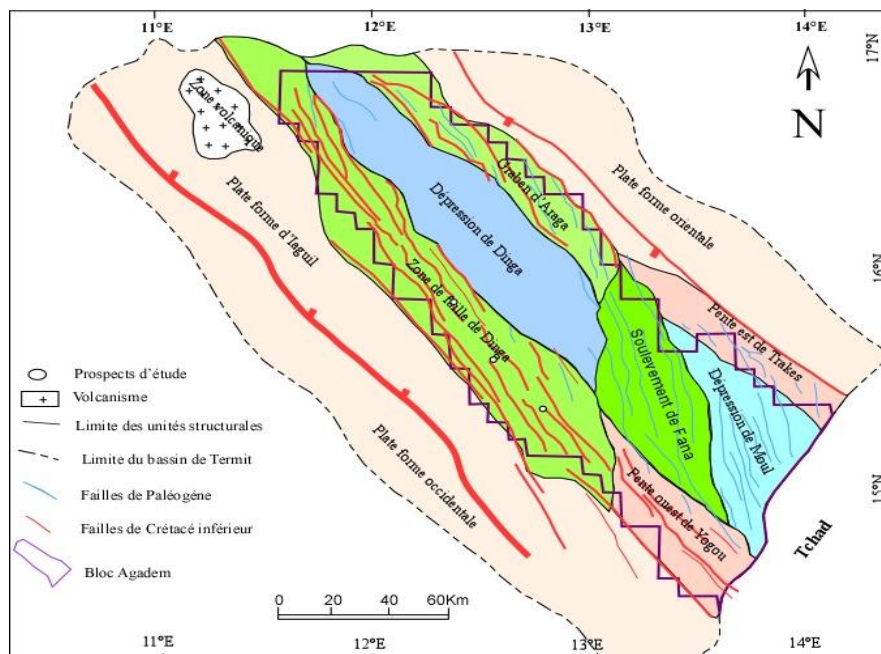 11°E 12°E 13°E 14°E
17°N
Zone volcanique
N
Plate forme orientale
Graben d'Araga
Plate forme d'Iaguil
Dépression de Dinga
16°N
Zone de faille de Dinga
Pente est de Trakes
Soulevement de Fana
Dépression de Moul
Prospects d'étude
Volcanisme
Limite des unités structurales
Limite du bassin de Termit
Failles de Paléogéne
Failles de Crétacé inférieur
Bloc Agadem
Plate forme occidentale
Pente ouest de Yogou
15°N
Tchad
0 20 40 60Km
11°E 12°E 13°E 14°E